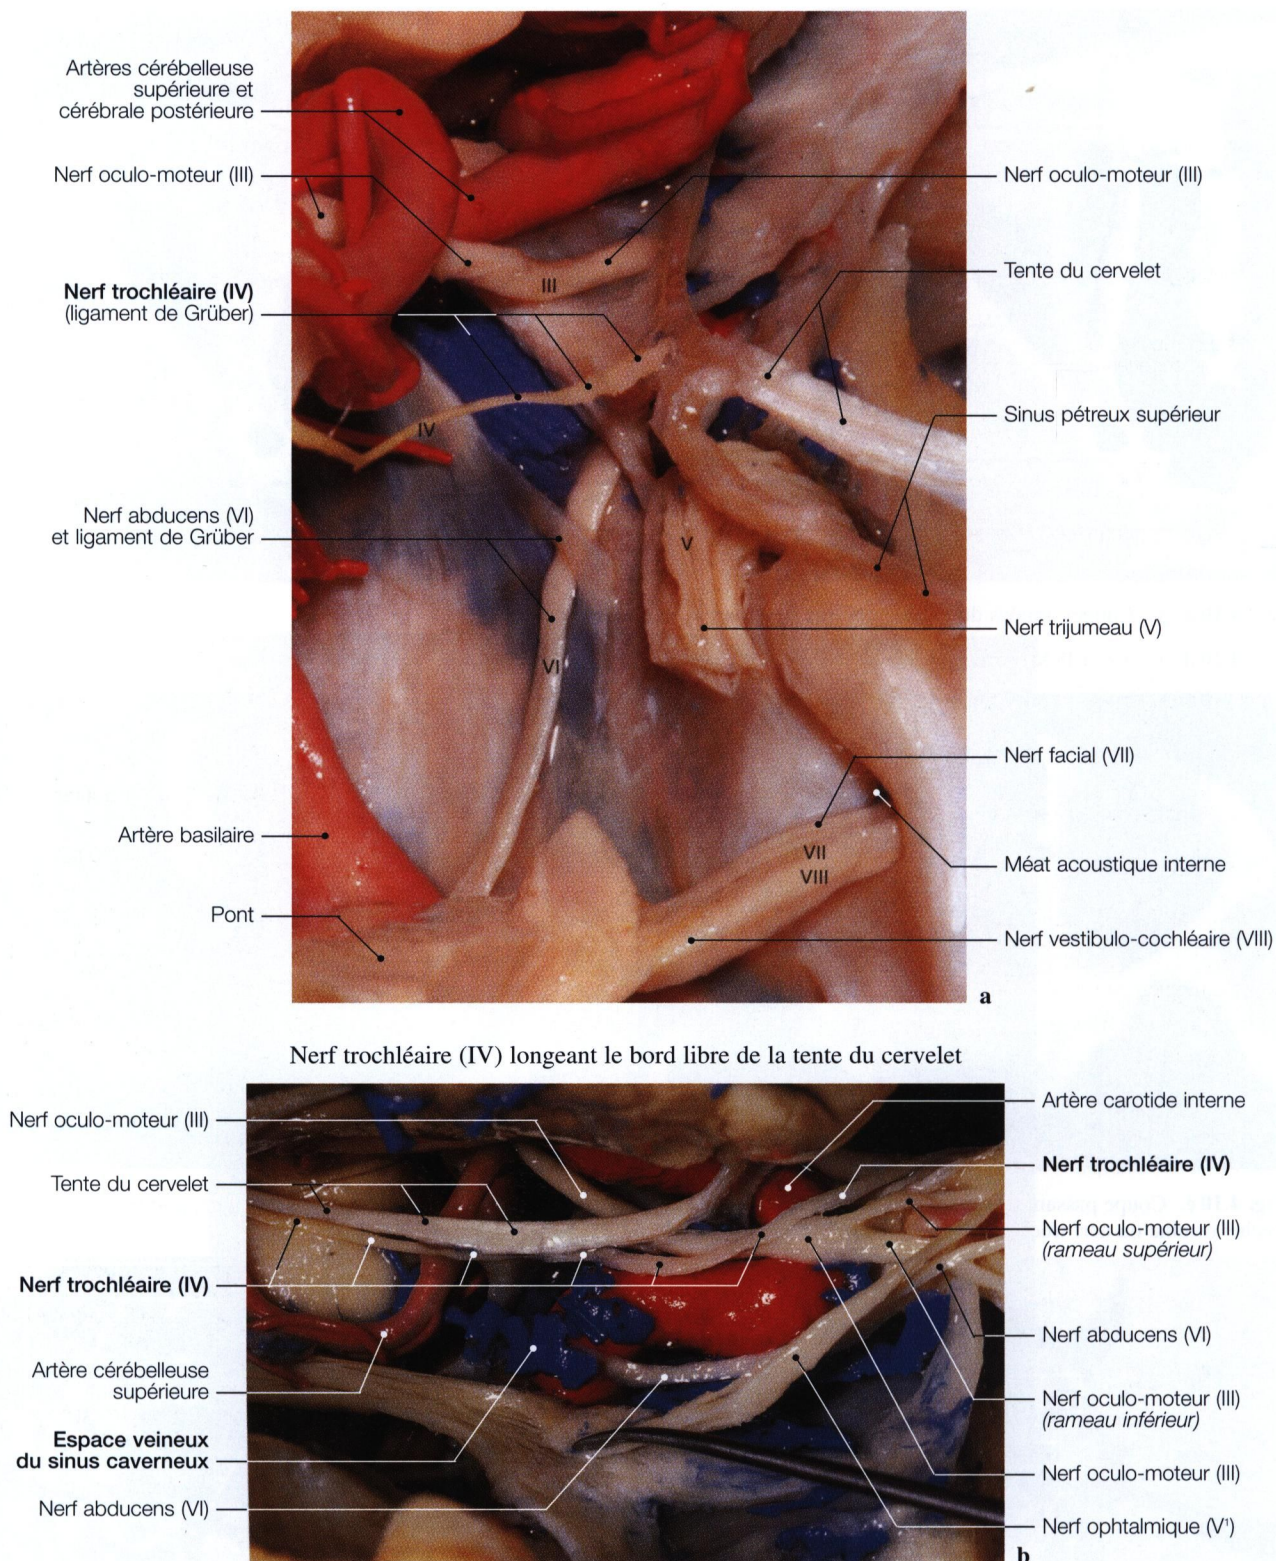 Artères cérébelleuse
supérieure et
cérébrale postérieure
Nerf oculo-moteur (III)
Nerf trochléaire (IV)
(ligament de Grüber)
Nerf abducens (VI)
et ligament de Grüber
Artère basilaire
Pont
III
IV
V
VI
VII
VIII
Nerf oculo-moteur (III)
Tente du cervelet
Sinus pétreux supérieur
Nerf trijumeau (V)
Nerf facial (VII)
Méat acoustique interne
Nerf vestibulo-cochléaire (VIII)
a
Nerf trochléaire (IV) longeant le bord libre de la tente du cervelet
Nerf oculo-moteur (III)
Tente du cervelet
Nerf trochléaire (IV)
Artère cérébelleuse
supérieure
Espace veineux
du sinus caverneux
Nerf abducens (VI)
Artère carotide interne
Nerf trochléaire (IV)
Nerf oculo-moteur (III)
(rameau supérieur)
Nerf abducens (VI)
Nerf oculo-moteur (III)
(rameau inférieur)
Nerf oculo-moteur (III)
Nerf ophtalmique (V¹)
b